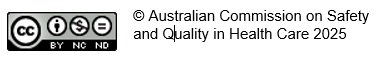 cc BY NC ND
© Australian Commission on Safety
and Quality in Health Care 2025